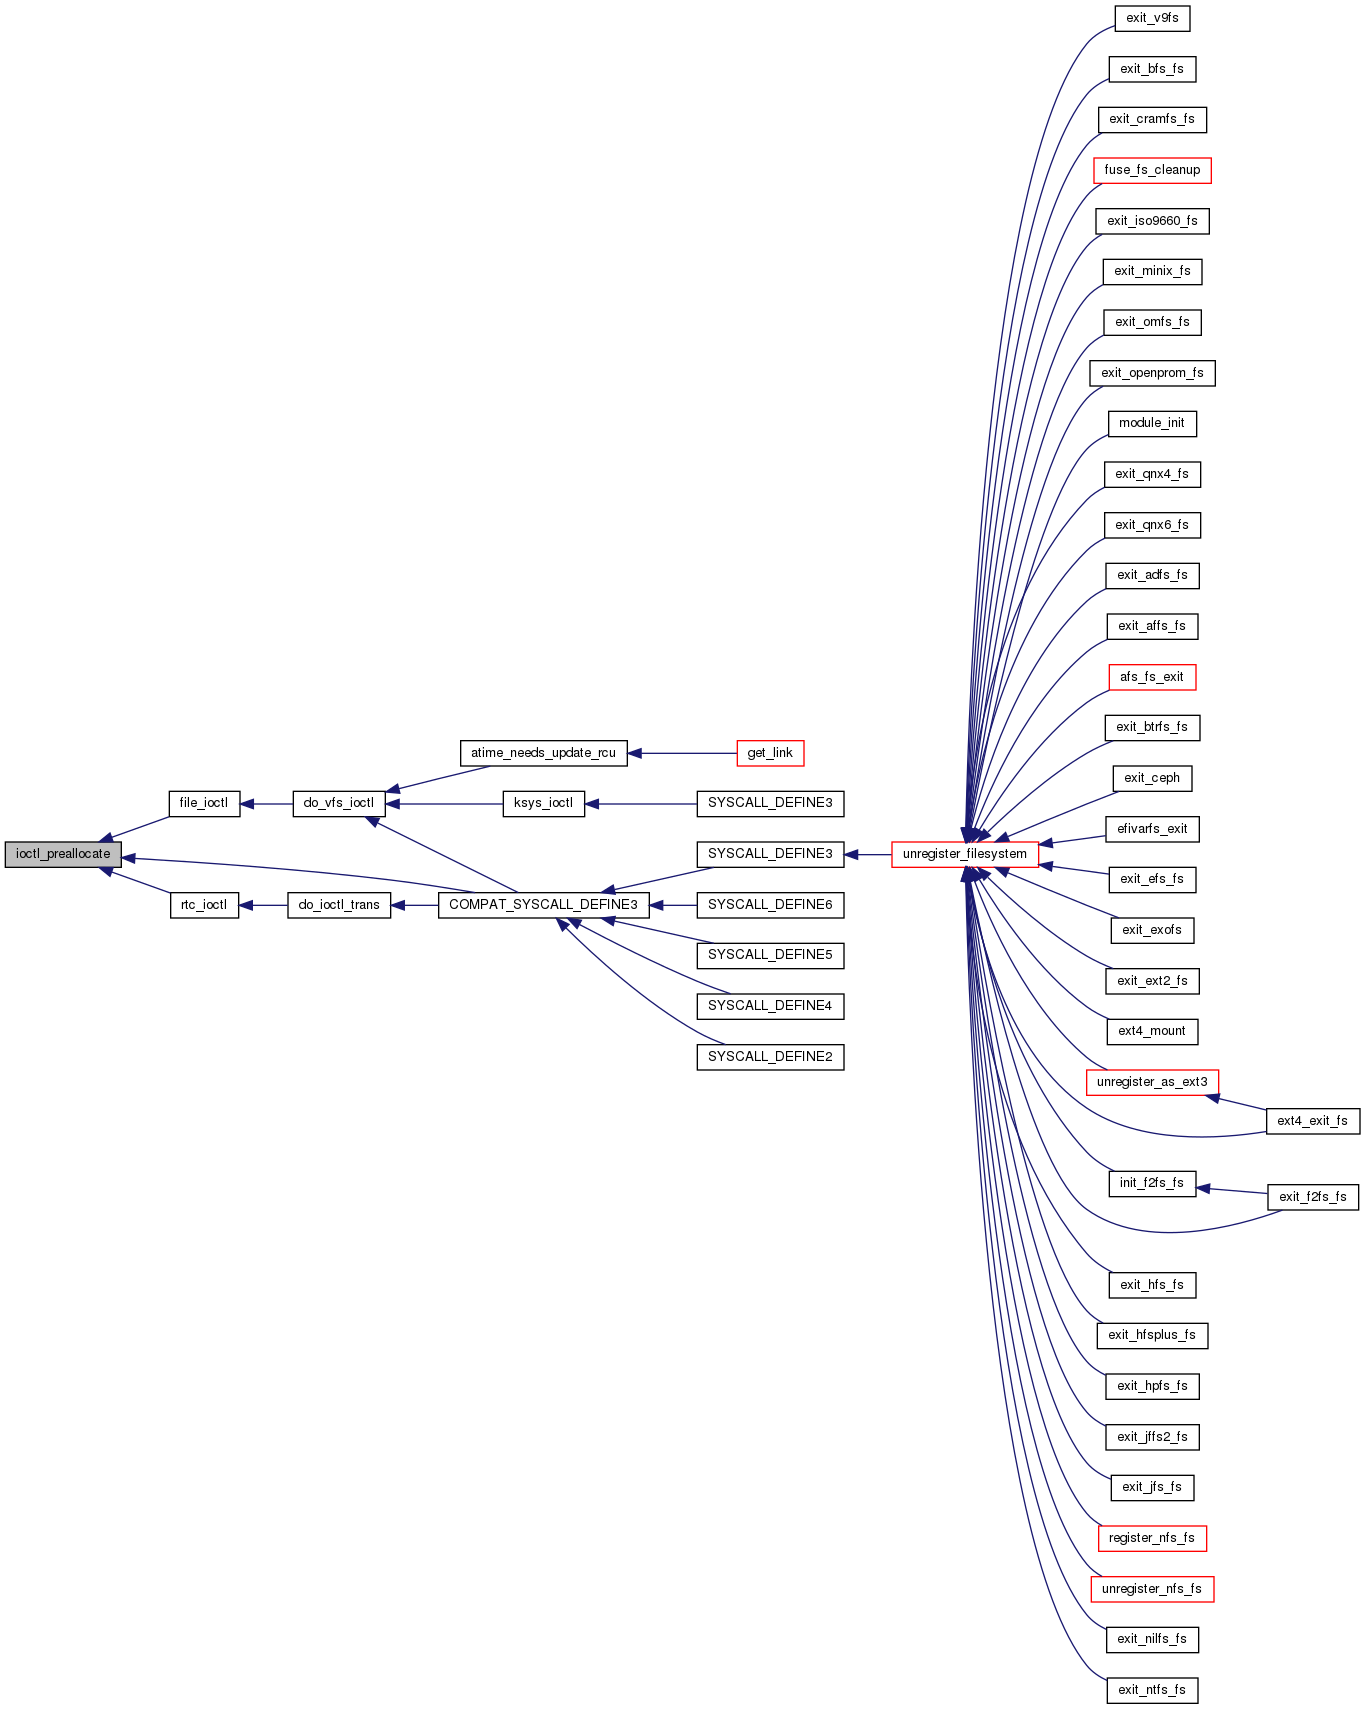 exit_v9fs
exit_bfs_fs
exit_cramfs_fs
fuse_fs_cleanup
exit_iso9660_fs
exit_minix_fs
exit_omfs_fs
exit_openprom_fs
module_init
exit_qnx4_fs
exit_qnx6_fs
exit_adfs_fs
exit_affs_fs
afs_fs_exit
exit_btrfs_fs
atime_needs_update_rcu
get_link
exit_ceph
file_ioctl
do_vfs_ioctl
ksys_ioctl
SYSCALL_DEFINE3
efivarfs_exit
ioctl_preallocate
SYSCALL_DEFINE3
unregister_filesystem
exit_efs_fs
rtc_ioctl
do_ioctl_trans
COMPAT_SYSCALL_DEFINE3
SYSCALL_DEFINE6
exit_exofs
SYSCALL_DEFINE5
exit_ext2_fs
SYSCALL_DEFINE4
ext4_mount
SYSCALL_DEFINE2
unregister_as_ext3
ext4_exit_fs
init_f2fs_fs
exit_f2fs_fs
exit_hfs_fs
exit_hfsplus_fs
exit_hpfs_fs
exit_jffs2_fs
exit_jfs_fs
register_nfs_fs
unregister_nfs_fs
exit_nilfs_fs
exit_ntfs_fs